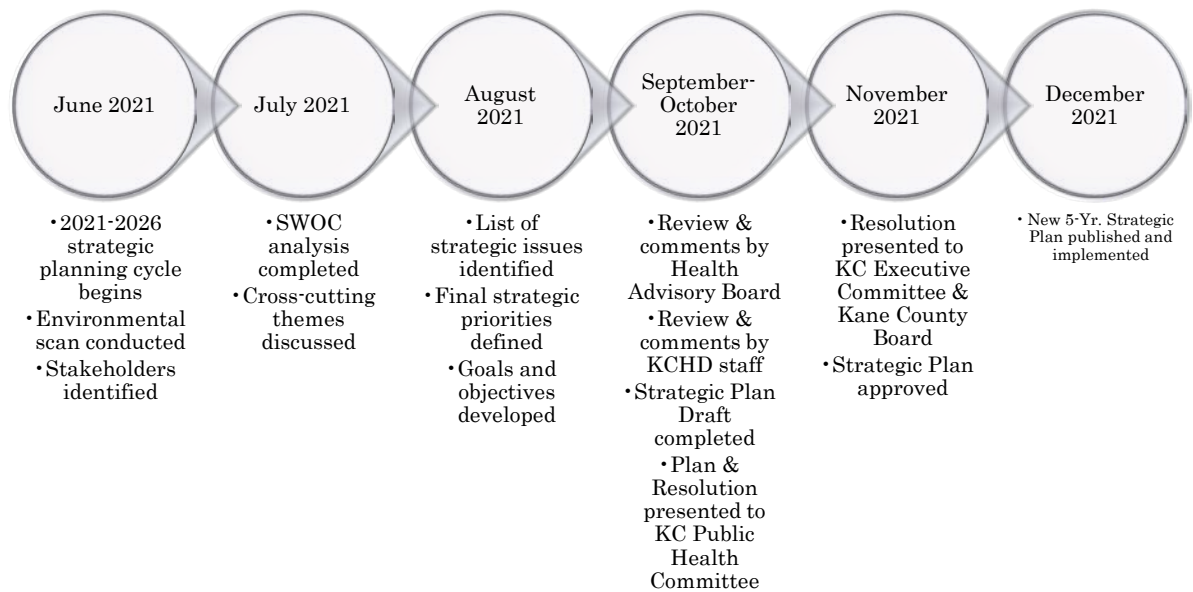 June 2021
July 2021
August
2021
September-
October
2021
November
2021
December
2021
•2021-2026
strategic
planning cycle
begins
•Environmental
scan conducted
•Stakeholders
identified
•SWOC
analysis
completed
•Cross-cutting
themes
discussed
•List of
strategic issues
identified
•Final strategic
priorities
defined
•Goals and
objectives
developed
•Review &
comments by
Health
Advisory Board
•Review &
comments by
KCHD staff
•Strategic Plan
Draft
completed
•Plan &
Resolution
presented to
KC Public
Health
Committee
•Resolution
presented to
KC Executive
Committee &
Kane County
Board
•Strategic Plan
approved
• New 5-Yr. Strategic
Plan published and
implemented